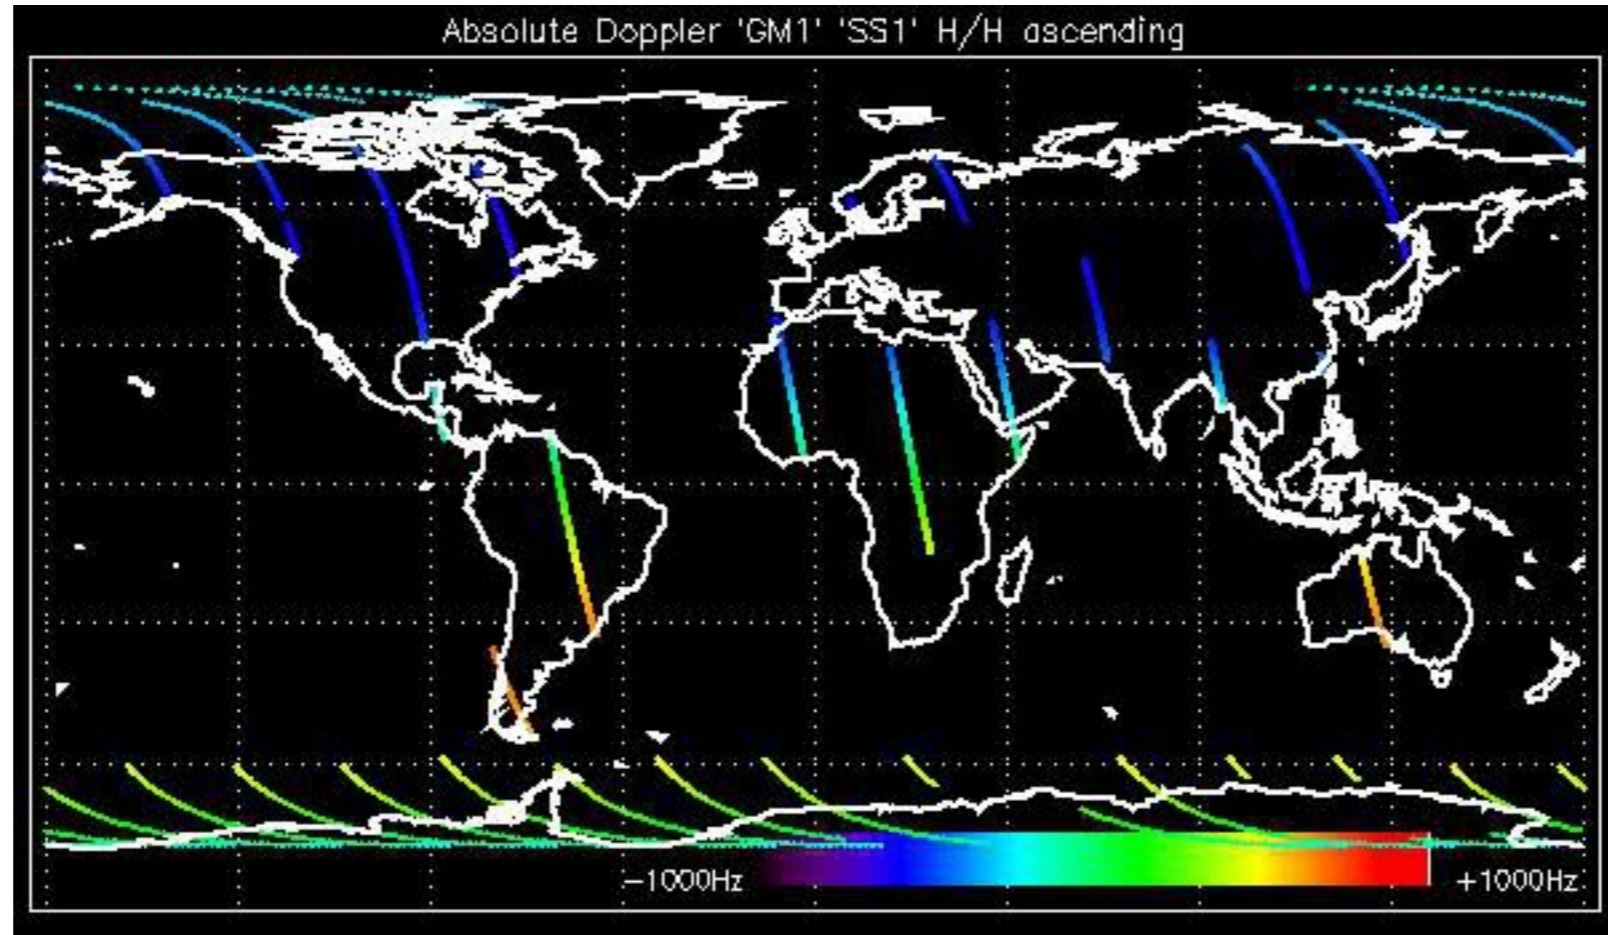 Absolute Doppler 'GM1' 'SS1' H/H ascending
−1000Hz
+1000Hz